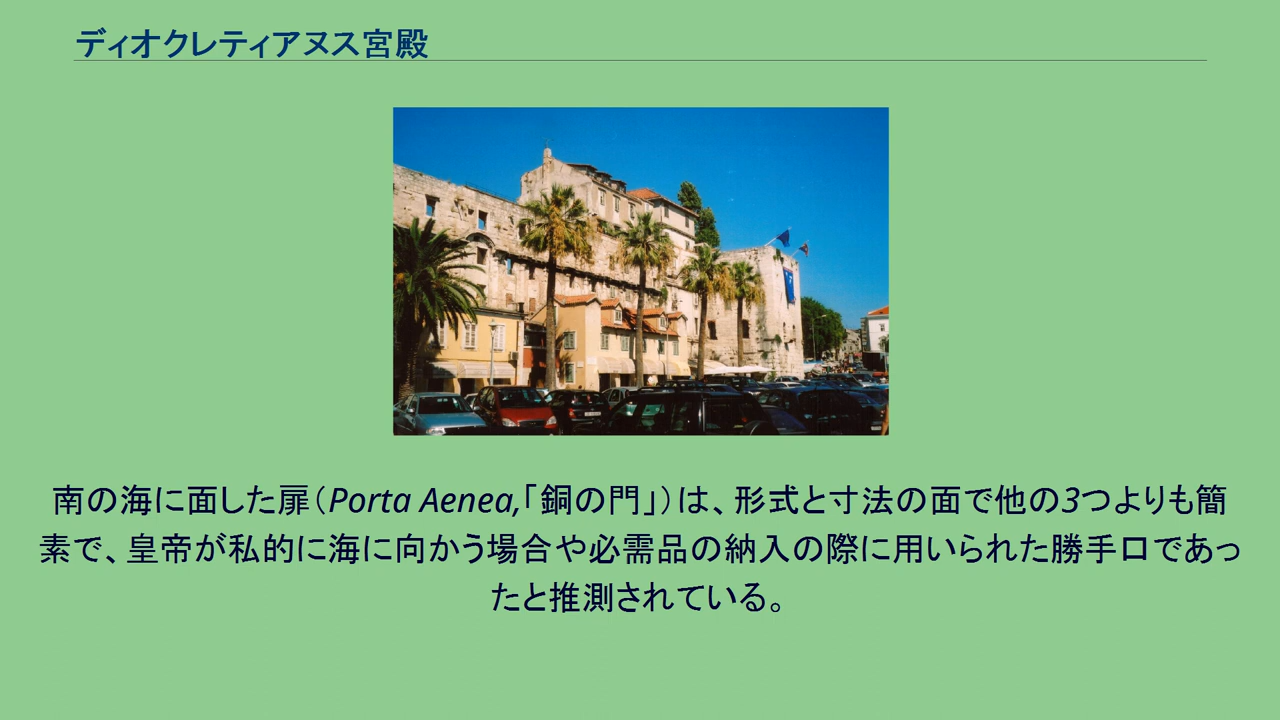 ディオクレティアヌス宮殿
南の海に面した扉（Porta Aenea,「銅の門」）は、形式と寸法の面で他の3つよりも簡
素で、皇帝が私的に海に向かう場合や必需品の納入の際に用いられた勝手口であっ
たと推測されている。